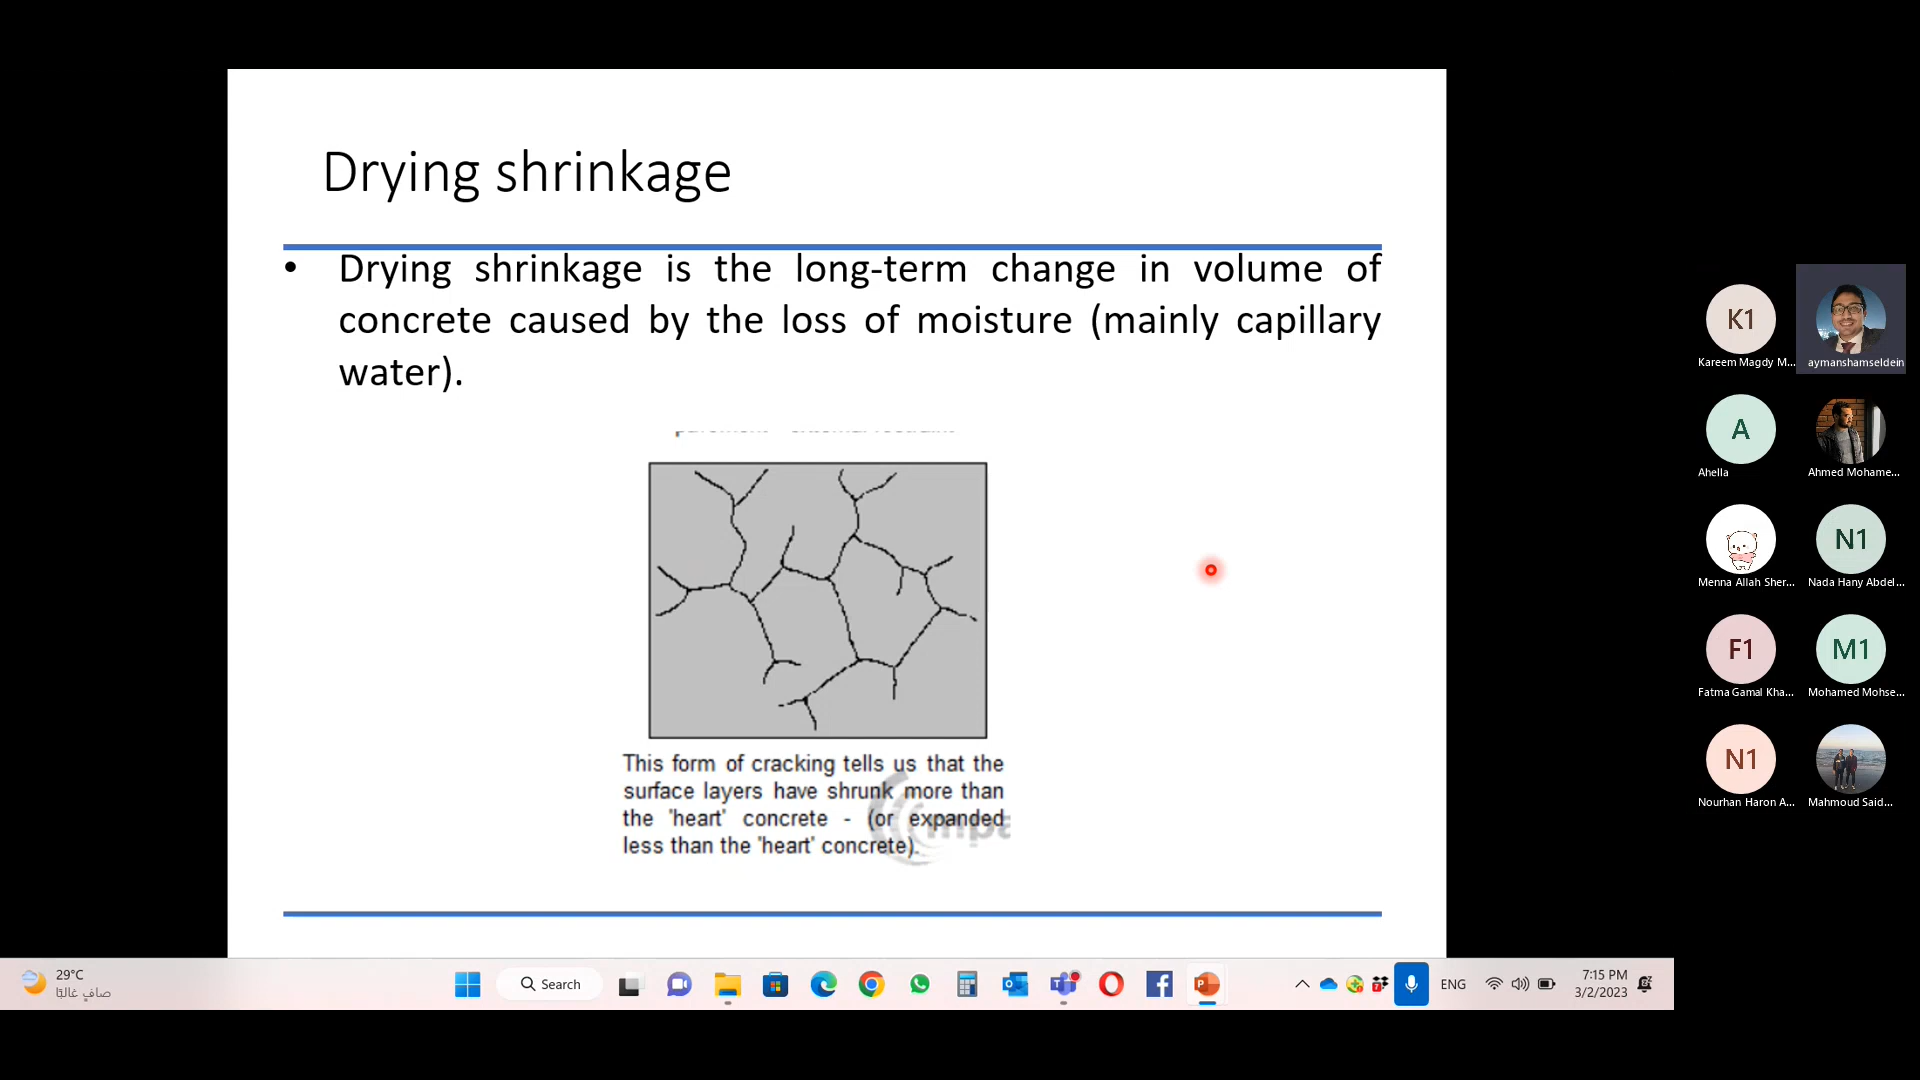 Drying shrinkage
• Drying shrinkage is the long-term change in volume of
concrete caused by the loss of moisture (mainly capillary
water).
This form of cracking tells us that the
surface layers have shrunk more than
the 'heart' concrete - (or expanded
less than the 'heart' concrete).
K1
Kareem Magdy M...
aymanshamseldein
A
Ahella
Ahmed Mohame...
Menna Allah Sher...
N1
Nada Hany Abdel...
F1
Fatma Gamal Kha...
M1
Mohamed Mohse...
N1
Nourhan Haron A...
Mahmoud Said...
29°C
صافٍ غالبًا
Search
ENG
7:15 PM
3/2/2023